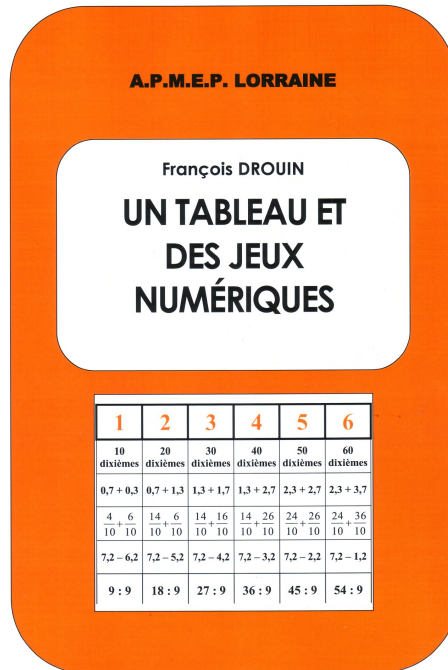 A.P.M.E.P. LORRAINE
François DROUIN
UN TABLEAU ET
DES JEUX
NUMÉRIQUES
1 2 3 4 5 6
10 dixièmes 20 dixièmes 30 dixièmes 40 dixièmes 50 dixièmes 60 dixièmes
0,7 + 0,3 0,7 + 1,3 1,3 + 1,7 1,3 + 2,7 2,3 + 2,7 2,3 + 3,7
4/10 + 6/10 14/10 + 6/10 14/10 + 16/10 14/10 + 26/10 24/10 + 26/10 24/10 + 36/10
7,2 – 6,2 7,2 – 5,2 7,2 – 4,2 7,2 – 3,2 7,2 – 2,2 7,2 – 1,2
9 : 9 18 : 9 27 : 9 36 : 9 45 : 9 54 : 9